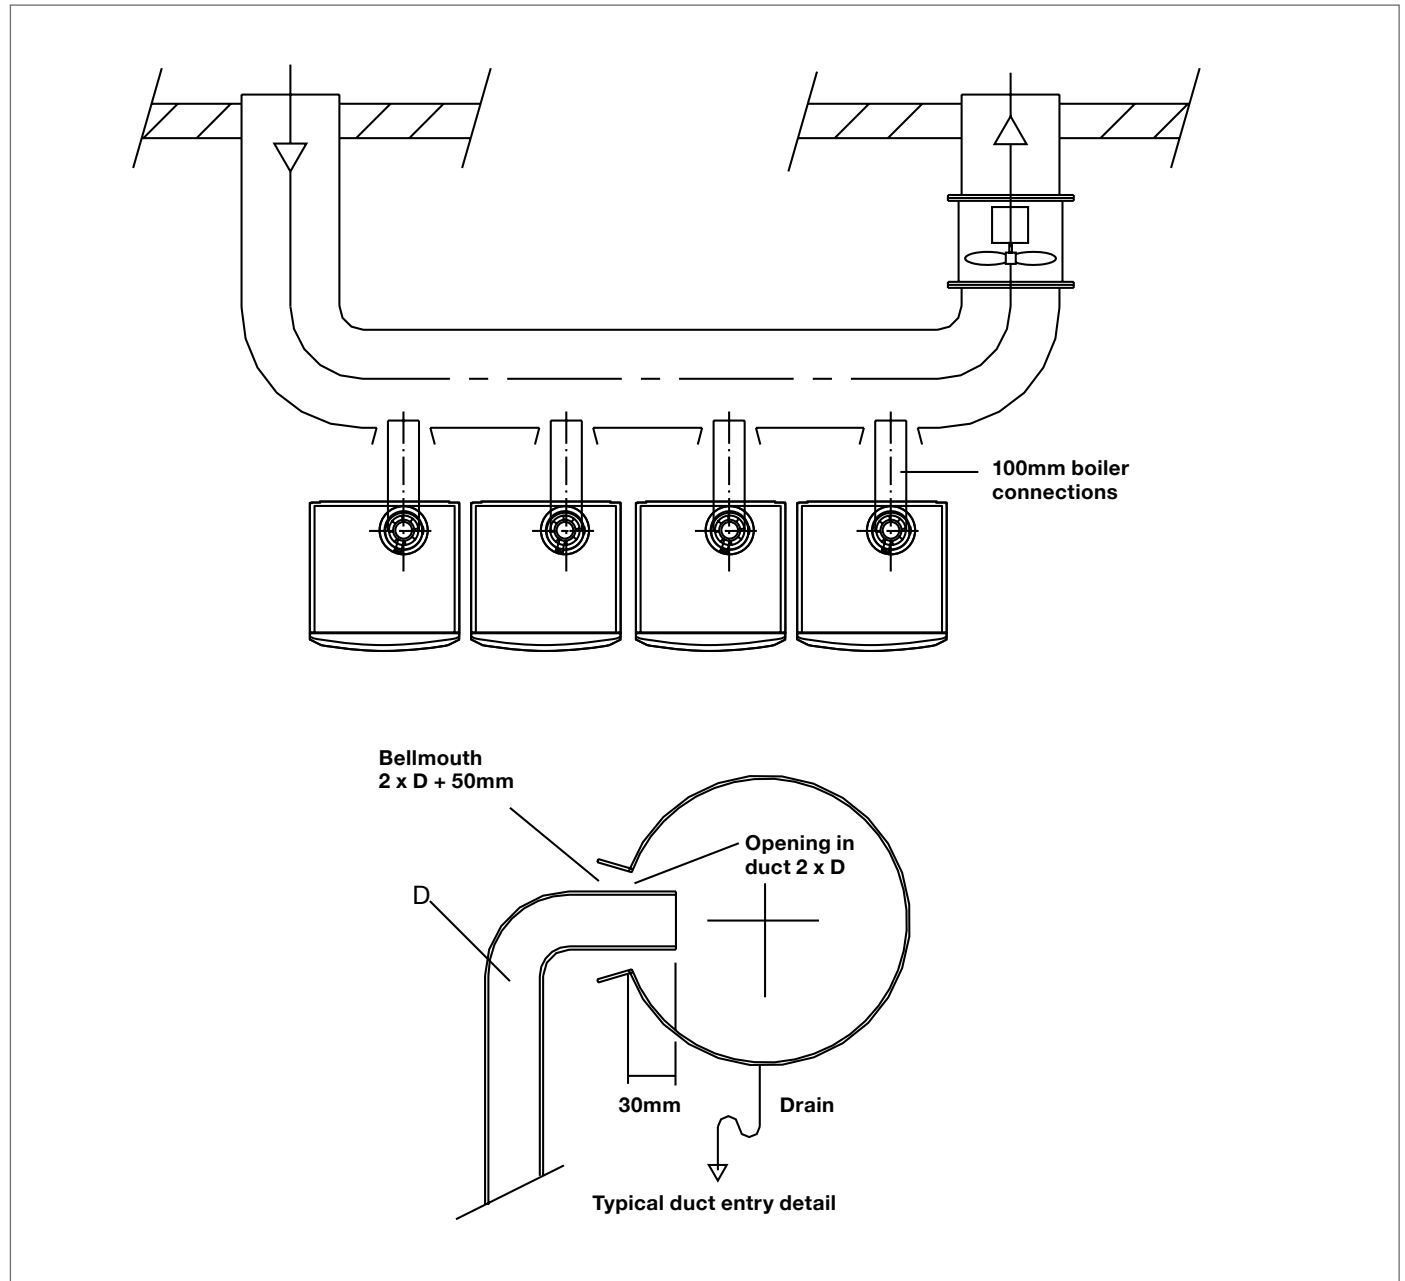 100mm boiler
connections
Bellmouth
2 x D + 50mm
Opening in
duct 2 x D
D
30mm
Drain
Typical duct entry detail